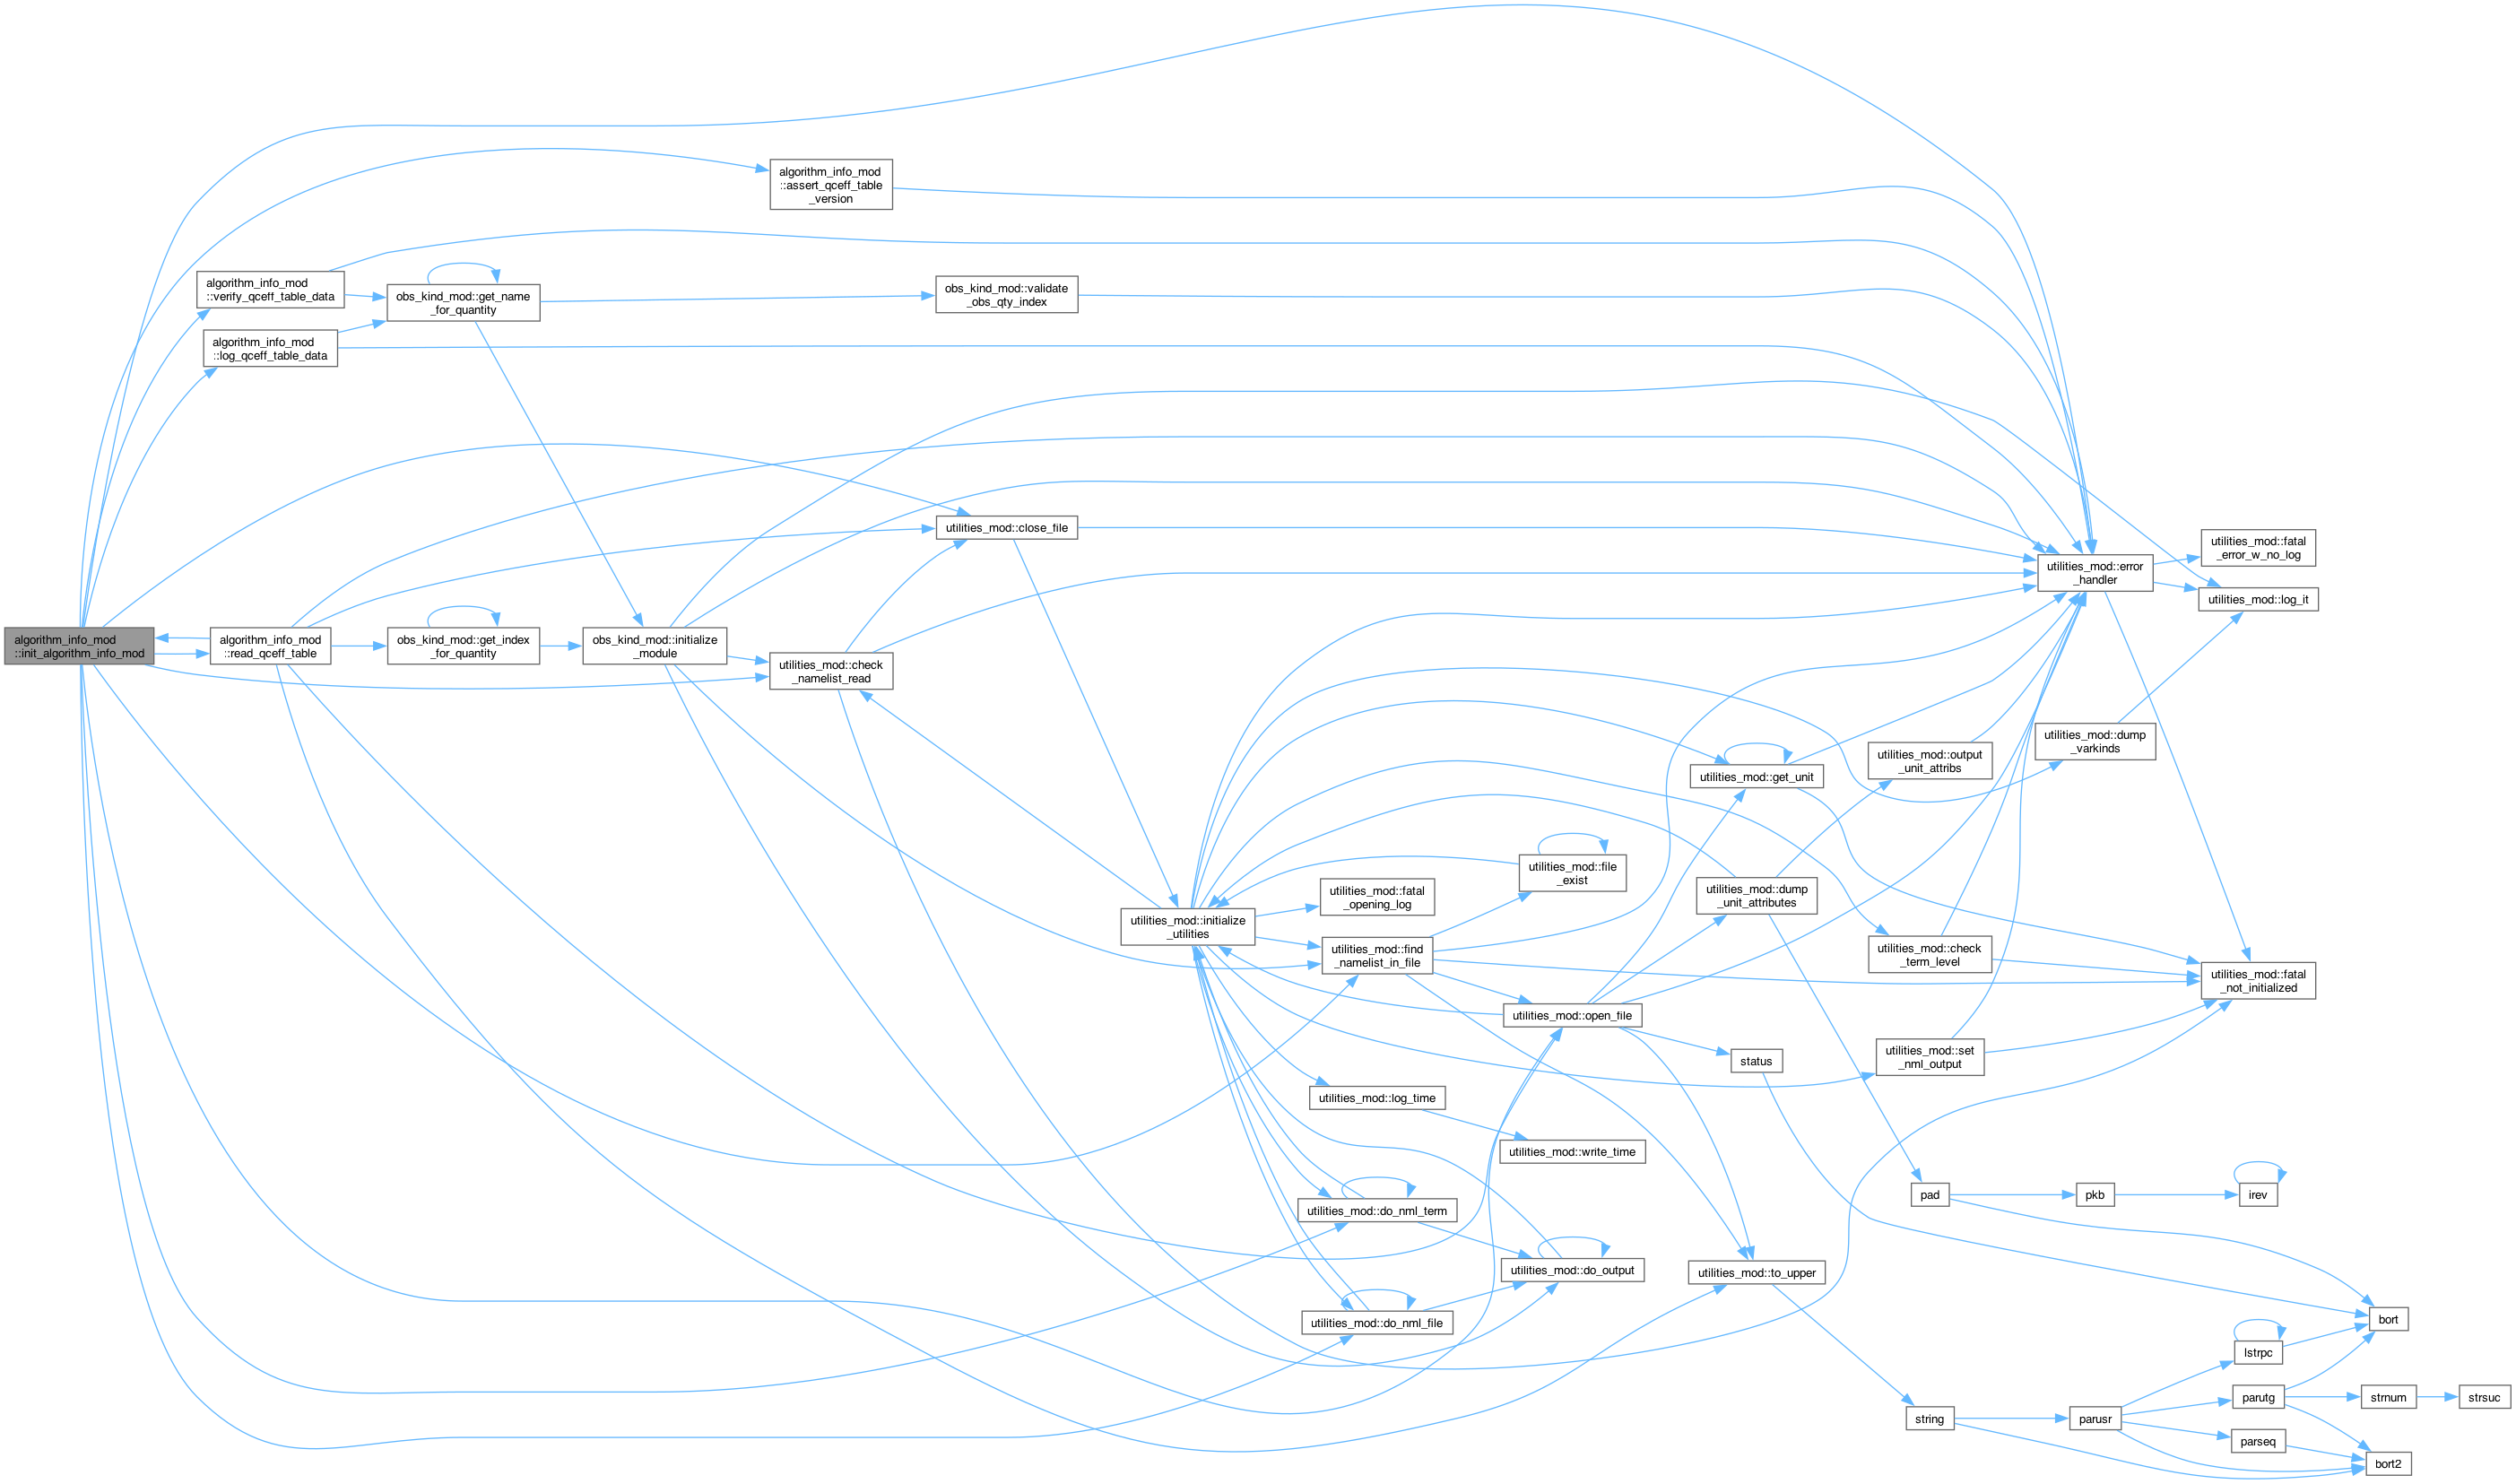 algorithm_info_mod
::init_algorithm_info_mod
algorithm_info_mod
::verify_qceff_table_data
algorithm_info_mod
::log_qceff_table_data
algorithm_info_mod
::read_qceff_table
obs_kind_mod::get_name
_for_quantity
obs_kind_mod::get_index
_for_quantity
obs_kind_mod::initialize
_module
algorithm_info_mod
::assert_qceff_table
_version
utilities_mod::check
_namelist_read
obs_kind_mod::validate
_obs_qty_index
utilities_mod::close_file
utilities_mod::initialize
_utilities
utilities_mod::fatal
_opening_log
utilities_mod::find
_namelist_in_file
utilities_mod::log_time
utilities_mod::do_nml_term
utilities_mod::do_nml_file
utilities_mod::file
_exist
utilities_mod::open_file
utilities_mod::write_time
utilities_mod::do_output
utilities_mod::get_unit
utilities_mod::dump
_unit_attributes
status
utilities_mod::to_upper
utilities_mod::output
_unit_attribs
utilities_mod::check
_term_level
utilities_mod::set
_nml_output
pad
string
utilities_mod::error
_handler
utilities_mod::dump
_varkinds
pkb
parusr
utilities_mod::fatal
_error_w_no_log
utilities_mod::log_it
utilities_mod::fatal
_not_initialized
irev
lstrpc
parutg
parseq
bort
strnum
bort2
strsuc